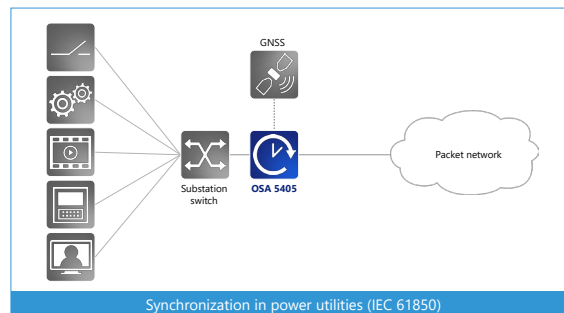 GNSS
Packet network
Substation
switch
OSA 5405
Synchronization in power utilities (IEC 61850)